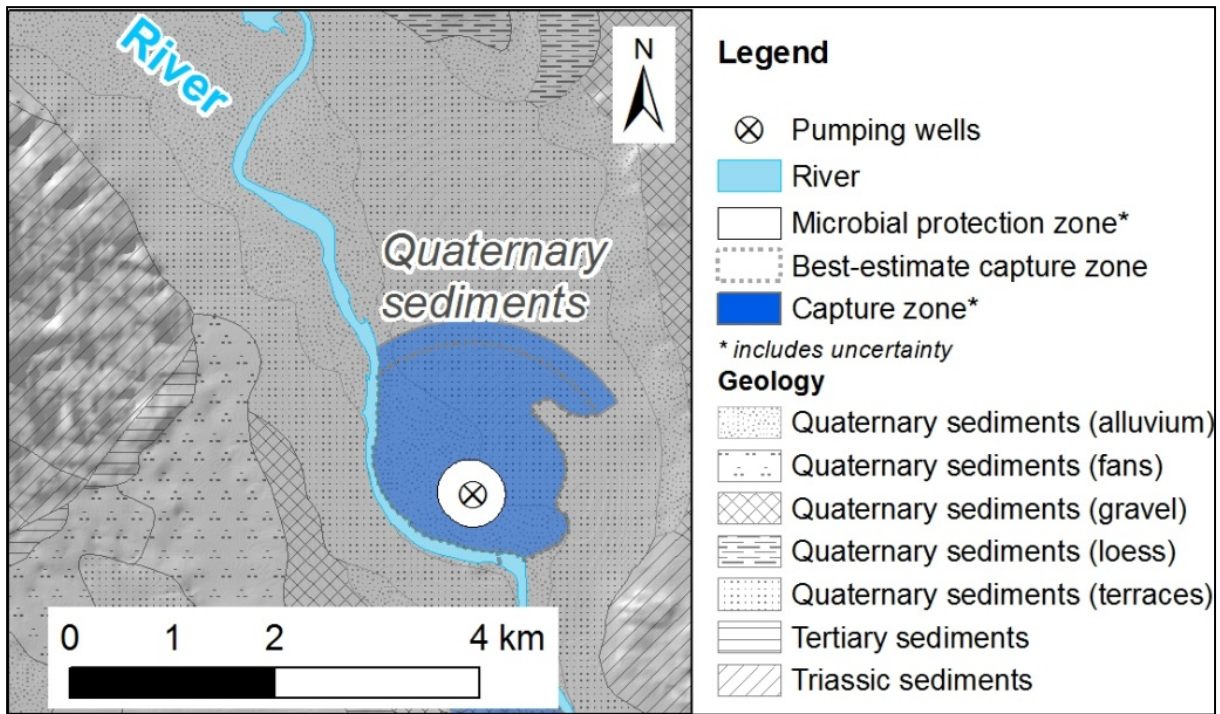 River
N
Quaternary
sediments
0 1 2 4 km
Legend
Pumping wells
River
Microbial protection zone*
Best-estimate capture zone
Capture zone*
* includes uncertainty
Geology
Quaternary sediments (alluvium)
Quaternary sediments (fans)
Quaternary sediments (gravel)
Quaternary sediments (loess)
Quaternary sediments (terraces)
Tertiary sediments
Triassic sediments